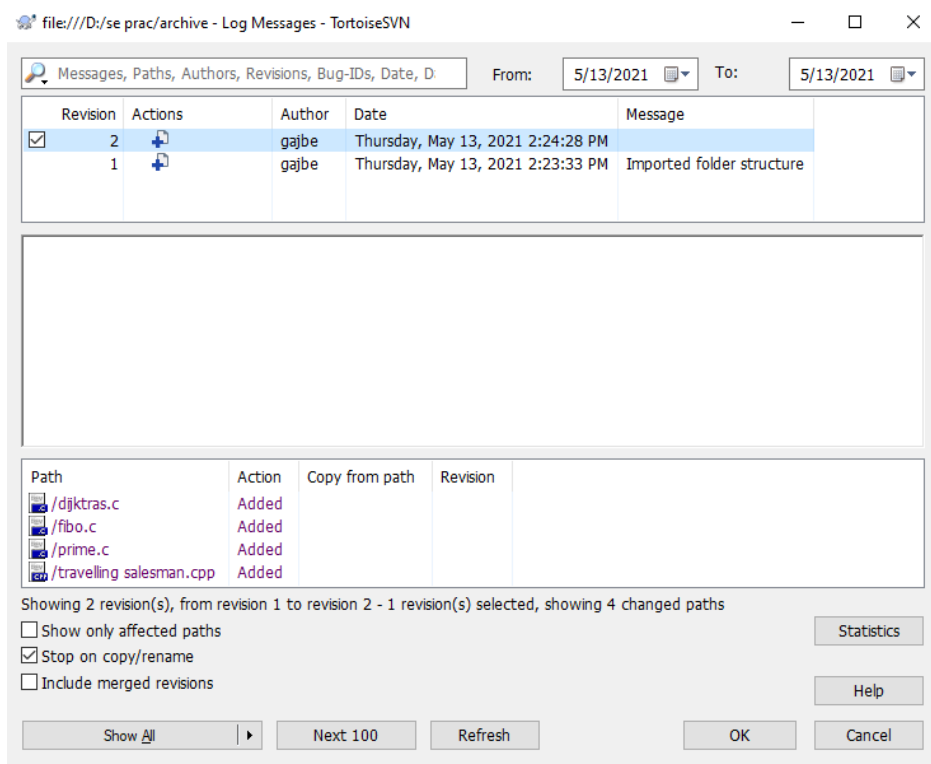 file:///D:/se prac/archive - Log Messages - TortoiseSVN
Messages, Paths, Authors, Revisions, Bug-IDs, Date, D From: 5/13/2021 To: 5/13/2021
Revision Actions Author Date Message
2 gajbe Thursday, May 13, 2021 2:24:28 PM
1 gajbe Thursday, May 13, 2021 2:23:33 PM Imported folder structure
Path Action Copy from path Revision
/dijktras.c Added
/fibo.c Added
/prime.c Added
/travelling salesman.cpp Added
Showing 2 revision(s), from revision 1 to revision 2 - 1 revision(s) selected, showing 4 changed paths
Show only affected paths
Statistics
Stop on copy/rename
Include merged revisions
Help
Show All Next 100 Refresh OK Cancel